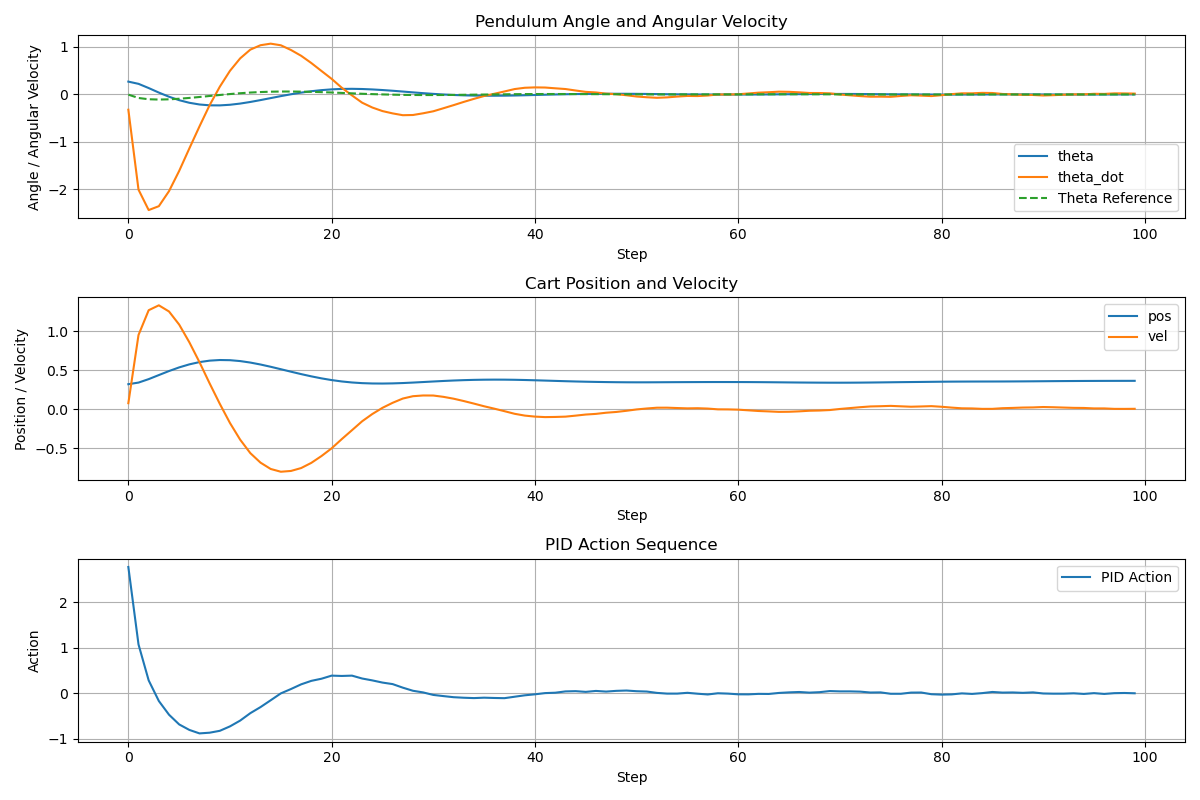 Pendulum Angle and Angular Velocity
Angle / Angular Velocity
1
0
−1
−2
theta
theta_dot
Theta Reference
0 20 40 60 80 100
Step
Cart Position and Velocity
Position / Velocity
1.0
0.5
0.0
−0.5
pos
vel
0 20 40 60 80 100
Step
PID Action Sequence
Action
2
1
0
−1
PID Action
0 20 40 60 80 100
Step